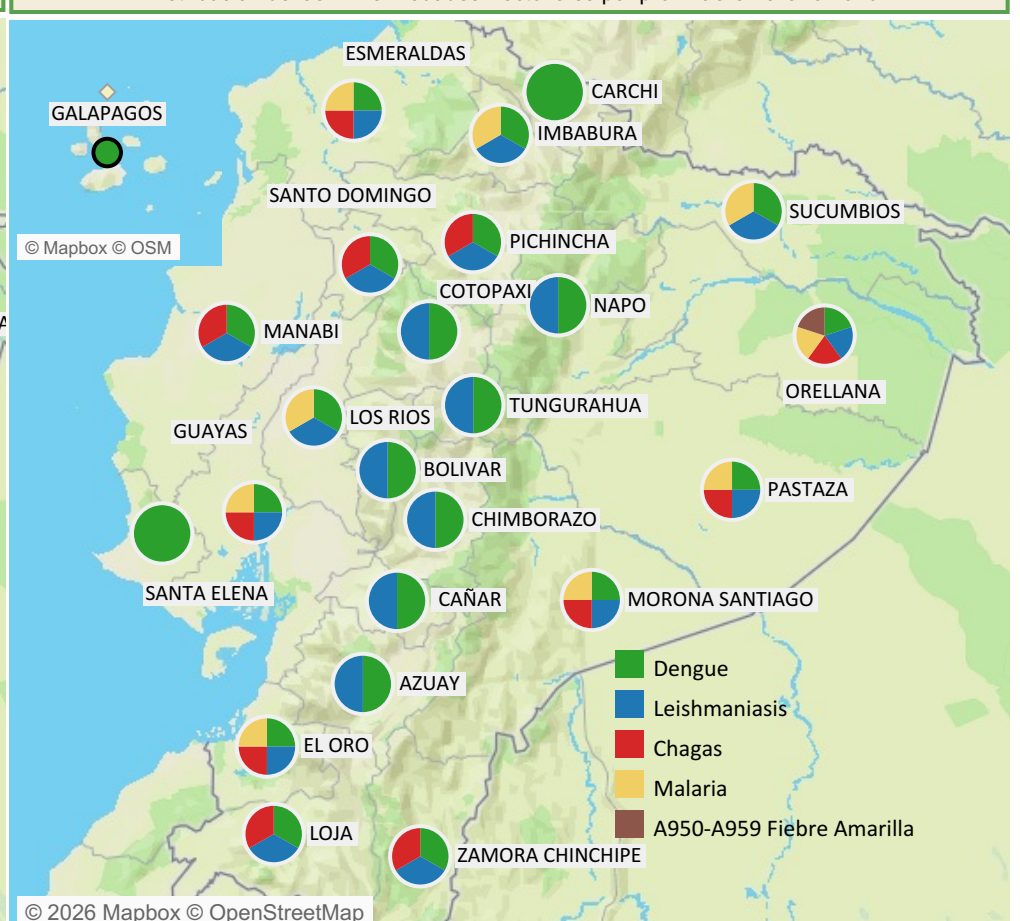 ESMERALDAS
CARCHI
GALAPAGOS
IMBABURA
SANTO DOMINGO
SUCUMBIOS
© Mapbox © OSM
PICHINCHA
COTOPAXI
NAPO
MANABI
ORELLANA
LOS RIOS
TUNGURAHUA
GUAYAS
BOLIVAR
PASTAZA
CHIMBORAZO
SANTA ELENA
CAÑAR
MORONA SANTIAGO
AZUAY
EL ORO
LOJA
ZAMORA CHINCHIPE
Dengue
Leishmaniasis
Chagas
Malaria
A950-A959 Fiebre Amarilla
© 2026 Mapbox © OpenStreetMap